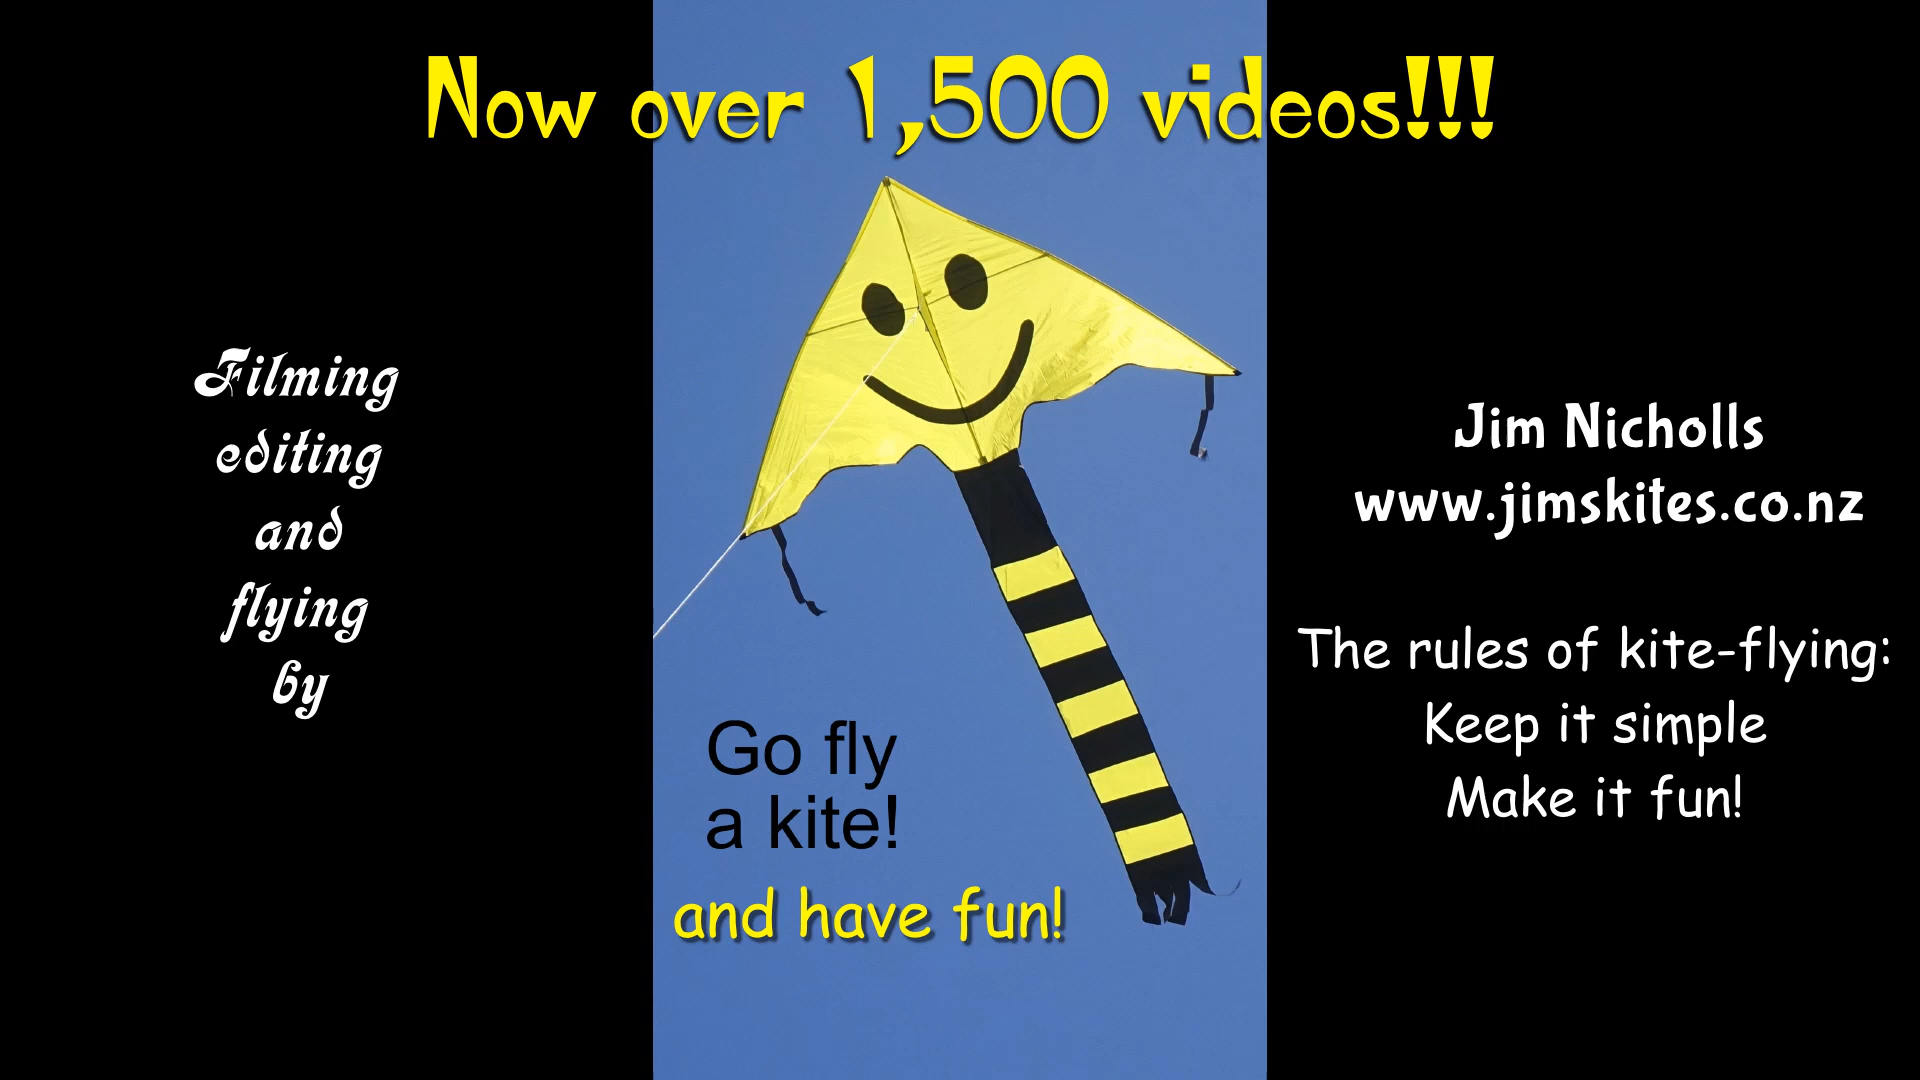 Now over 1,500 videos!!!
Filming
editing
and
flying
by
Jim Nicholls
www.jimskites.co.nz
The rules of kite-flying:
Keep it simple
Make it fun!
Go fly
a kite!
and have fun!